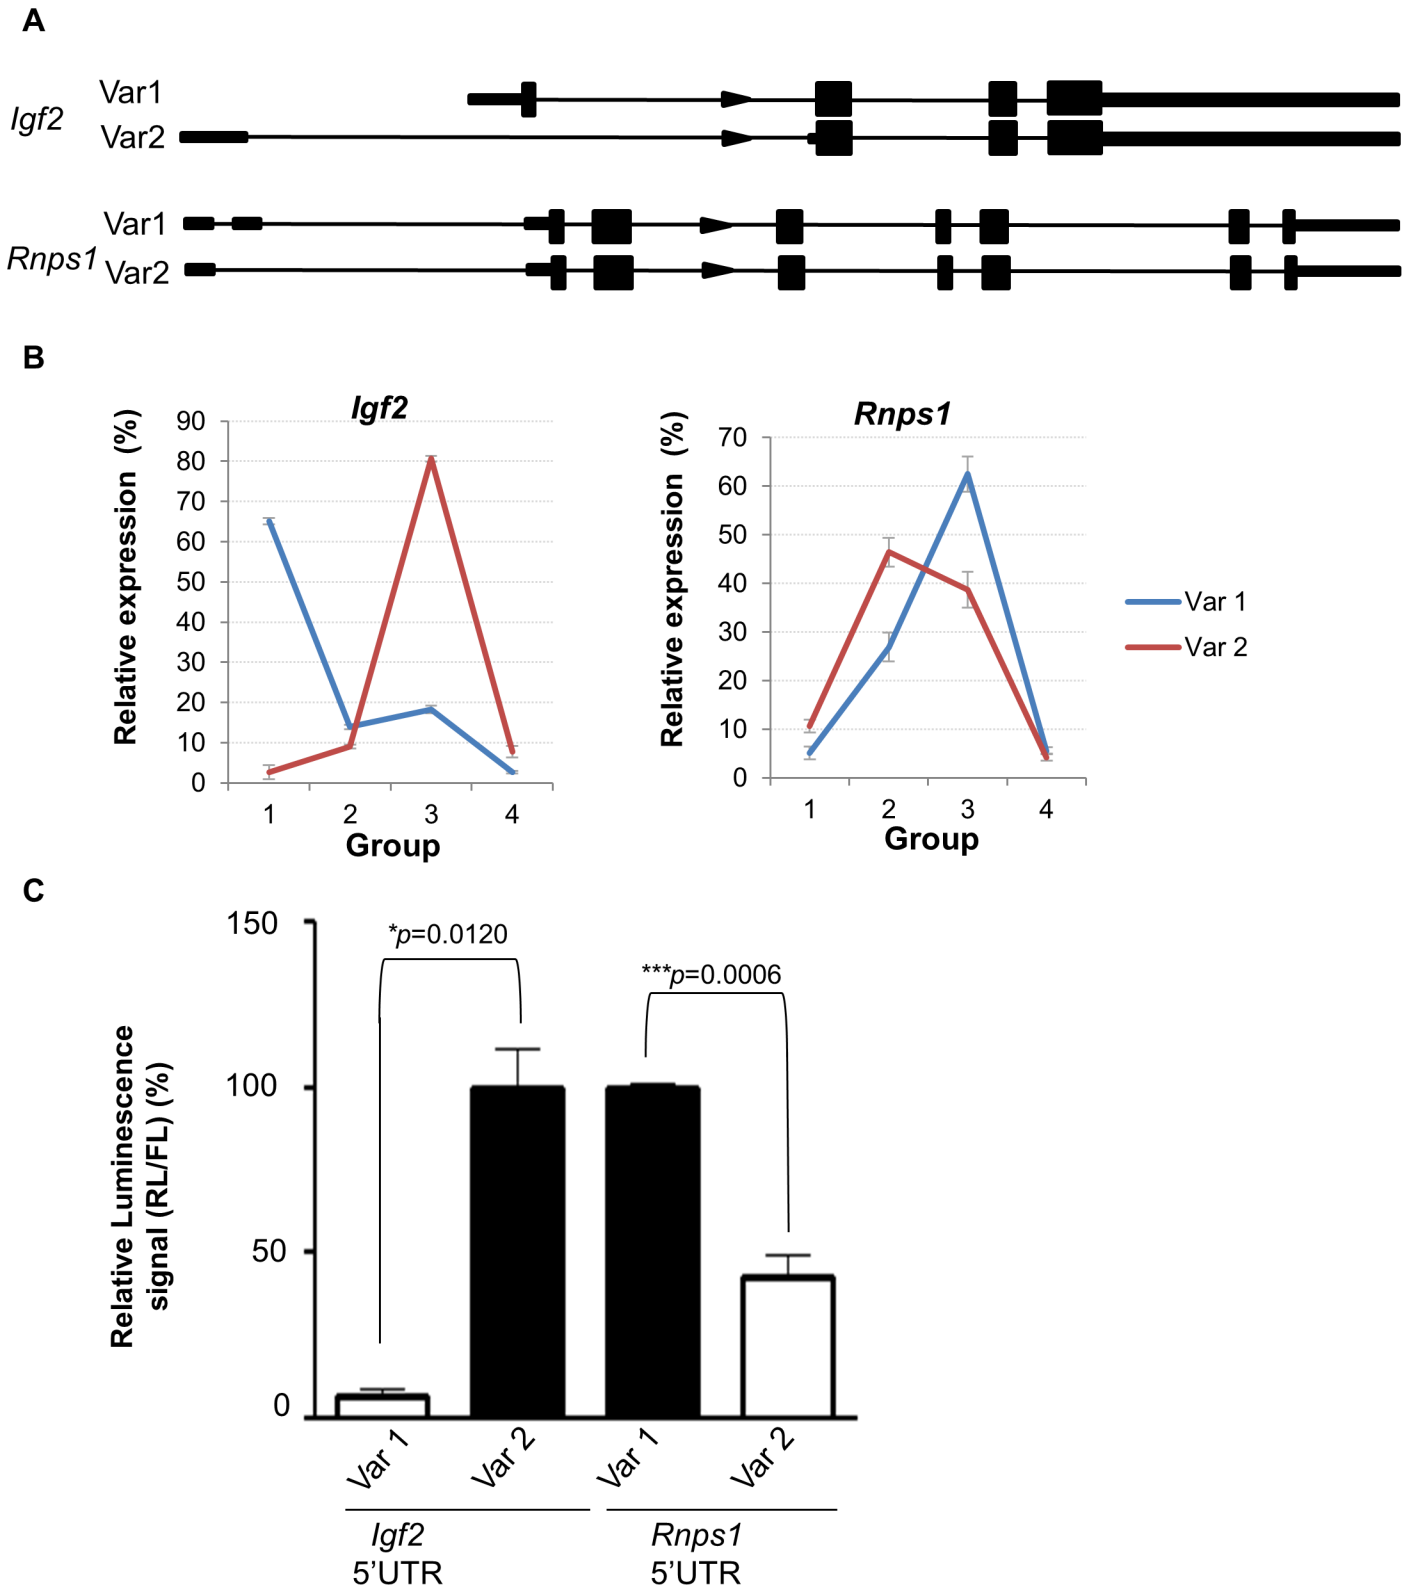 A
Igf2
Var1
Var2
Rnps1
Var1
Var2
B
Igf2
Relative expression (%)
90
80
70
60
50
40
30
20
10
0
1 2 3 4
Group
Rnps1
Relative expression (%)
70
60
50
40
30
20
10
0
1 2 3 4
Group
Var 1
Var 2
C
Relative Luminescence
signal (RL/FL) (%)
150
100
50
0
*p=0.0120
***p=0.0006
Var 1
Var 2
Var 1
Var 2
Igf2
5’UTR
Rnps1
5’UTR